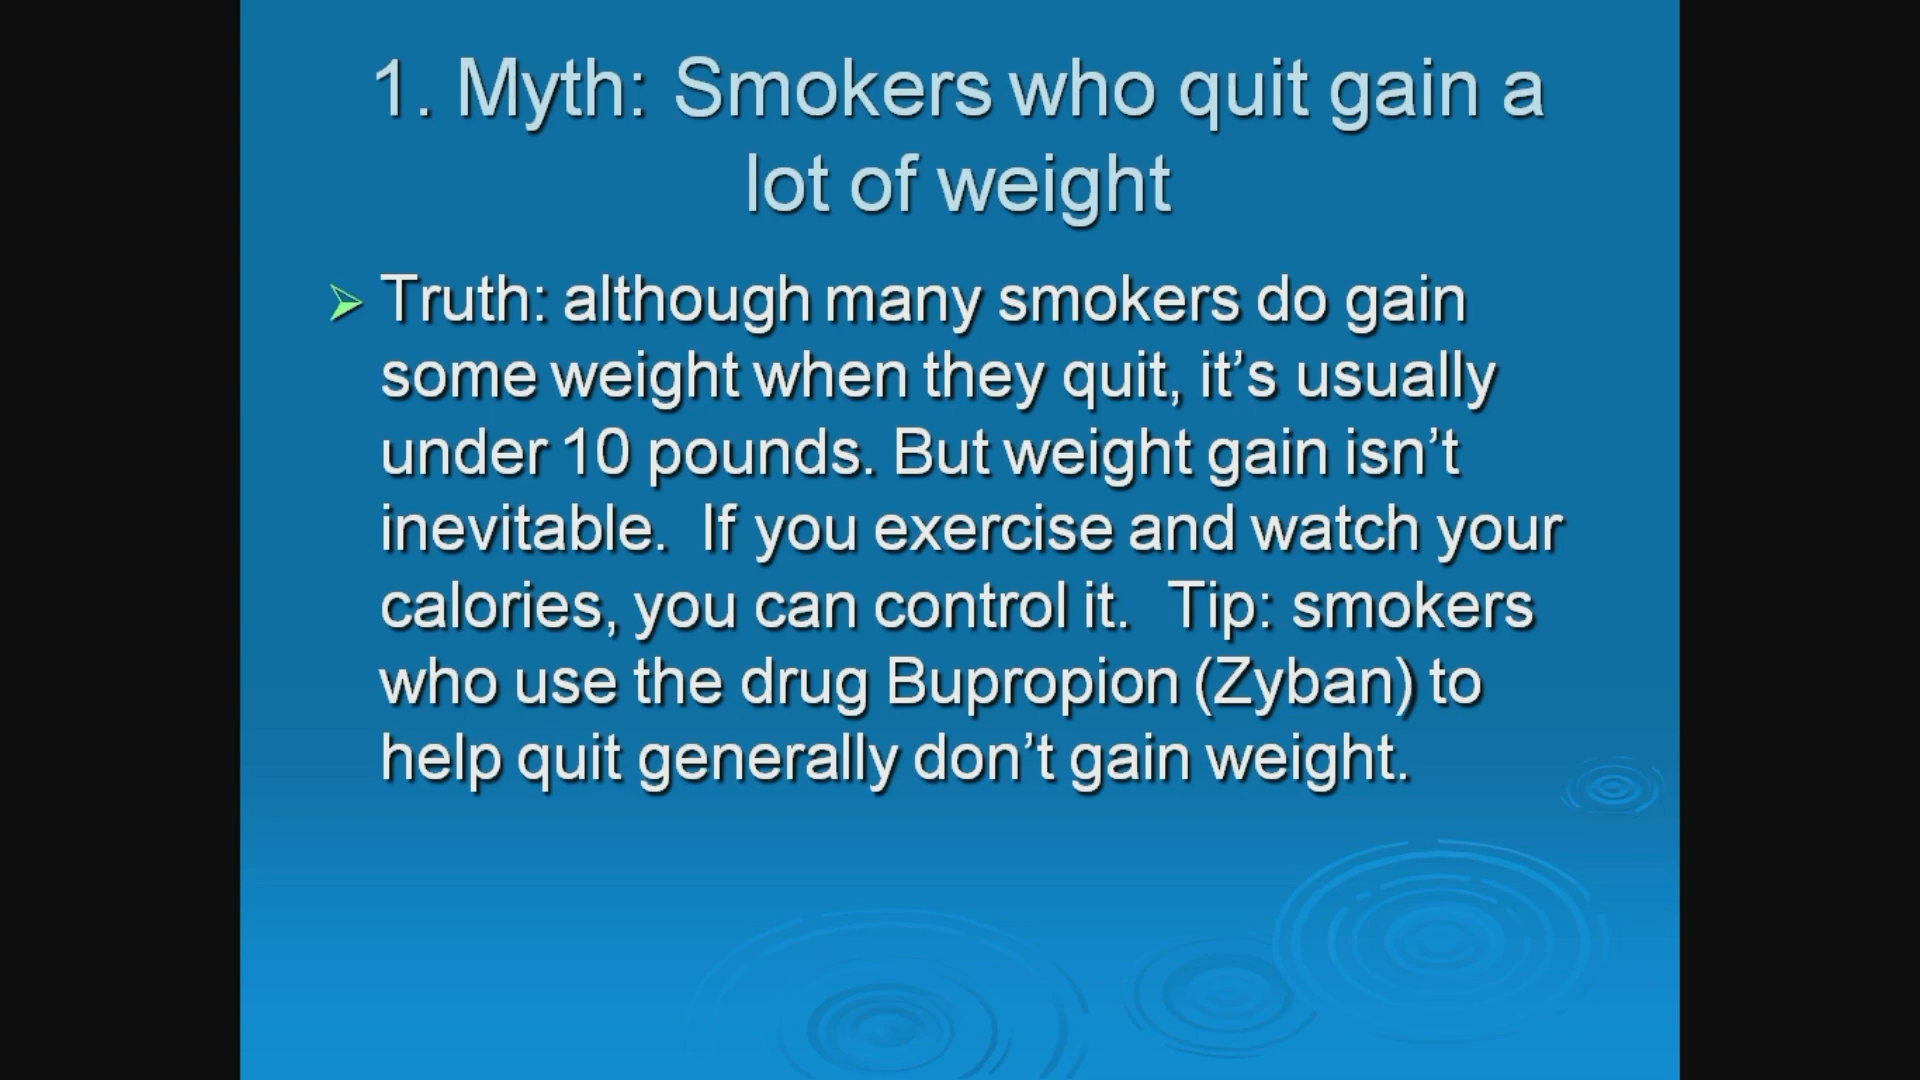 1. Myth: Smokers who quit gain a
lot of weight
Truth: although many smokers do gain
some weight when they quit, it’s usually
under 10 pounds. But weight gain isn’t
inevitable.  If you exercise and watch your
calories, you can control it.  Tip: smokers
who use the drug Bupropion (Zyban) to
help quit generally don’t gain weight.